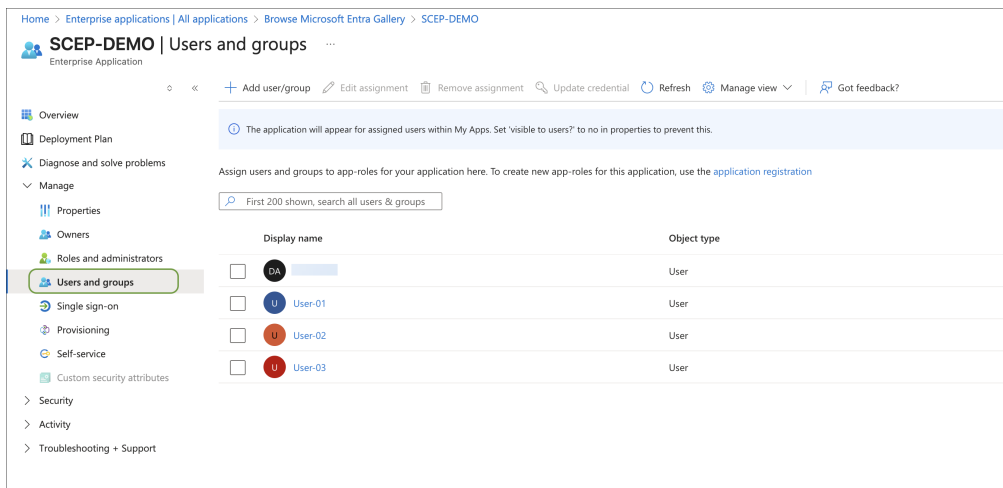 Home > Enterprise applications | All applications > Browse Microsoft Entra Gallery > SCEP-DEMO
SCEP-DEMO | Users and groups ...
Enterprise Application
Add user/group Edit assignment Remove assignment Update credential Refresh Manage view Got feedback?
Overview
Deployment Plan
Diagnose and solve problems
Manage
Properties
Owners
Roles and administrators
Users and groups
Single sign-on
Provisioning
Self-service
Custom security attributes
Security
Activity
Troubleshooting + Support
The application will appear for assigned users within My Apps. Set 'visible to users?' to no in properties to prevent this.
Assign users and groups to app-roles for your application here. To create new app-roles for this application, use the application registration
First 200 shown, search all users & groups
Display name Object type
DA User
U User-01 User
U User-02 User
U User-03 User